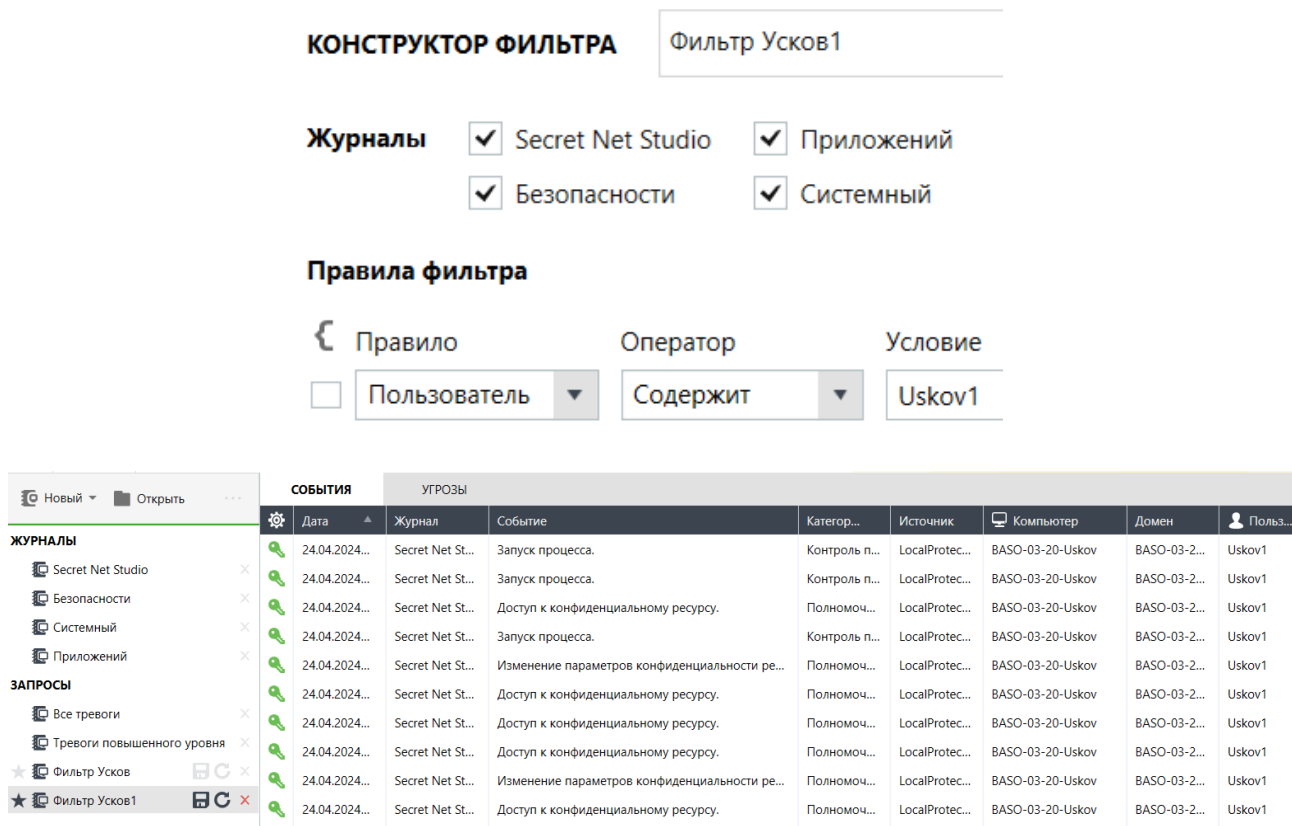 КОНСТРУКТОР ФИЛЬТРА Фильтр Усков1
Журналы Secret Net Studio Приложений
Безопасности Системный
Правила фильтра
Правило Оператор Условие
Пользователь Содержит Uskov1
Новый Открыть ...
СОБЫТИЯ УГРОЗЫ
Дата Журнал Событие Категор... Источник Компьютер Домен Польз...
ЖУРНАЛЫ
Secret Net Studio
Безопасности
Системный
Приложений
ЗАПРОСЫ
Все тревоги
Тревоги повышенного уровня
Фильтр Усков
Фильтр Усков1
24.04.2024... Secret Net St... Запуск процесса. Контроль п... LocalProtec... BASO-03-20-Uskov BASO-03-2... Uskov1
24.04.2024... Secret Net St... Запуск процесса. Контроль п... LocalProtec... BASO-03-20-Uskov BASO-03-2... Uskov1
24.04.2024... Secret Net St... Доступ к конфиденциальному ресурсу. Полномоч... LocalProtec... BASO-03-20-Uskov BASO-03-2... Uskov1
24.04.2024... Secret Net St... Запуск процесса. Контроль п... LocalProtec... BASO-03-20-Uskov BASO-03-2... Uskov1
24.04.2024... Secret Net St... Изменение параметров конфиденциальности ре... Полномоч... LocalProtec... BASO-03-20-Uskov BASO-03-2... Uskov1
24.04.2024... Secret Net St... Доступ к конфиденциальному ресурсу. Полномоч... LocalProtec... BASO-03-20-Uskov BASO-03-2... Uskov1
24.04.2024... Secret Net St... Доступ к конфиденциальному ресурсу. Полномоч... LocalProtec... BASO-03-20-Uskov BASO-03-2... Uskov1
24.04.2024... Secret Net St... Доступ к конфиденциальному ресурсу. Полномоч... LocalProtec... BASO-03-20-Uskov BASO-03-2... Uskov1
24.04.2024... Secret Net St... Изменение параметров конфиденциальности ре... Полномоч... LocalProtec... BASO-03-20-Uskov BASO-03-2... Uskov1
24.04.2024... Secret Net St... Доступ к конфиденциальному ресурсу. Полномоч... LocalProtec... BASO-03-20-Uskov BASO-03-2... Uskov1